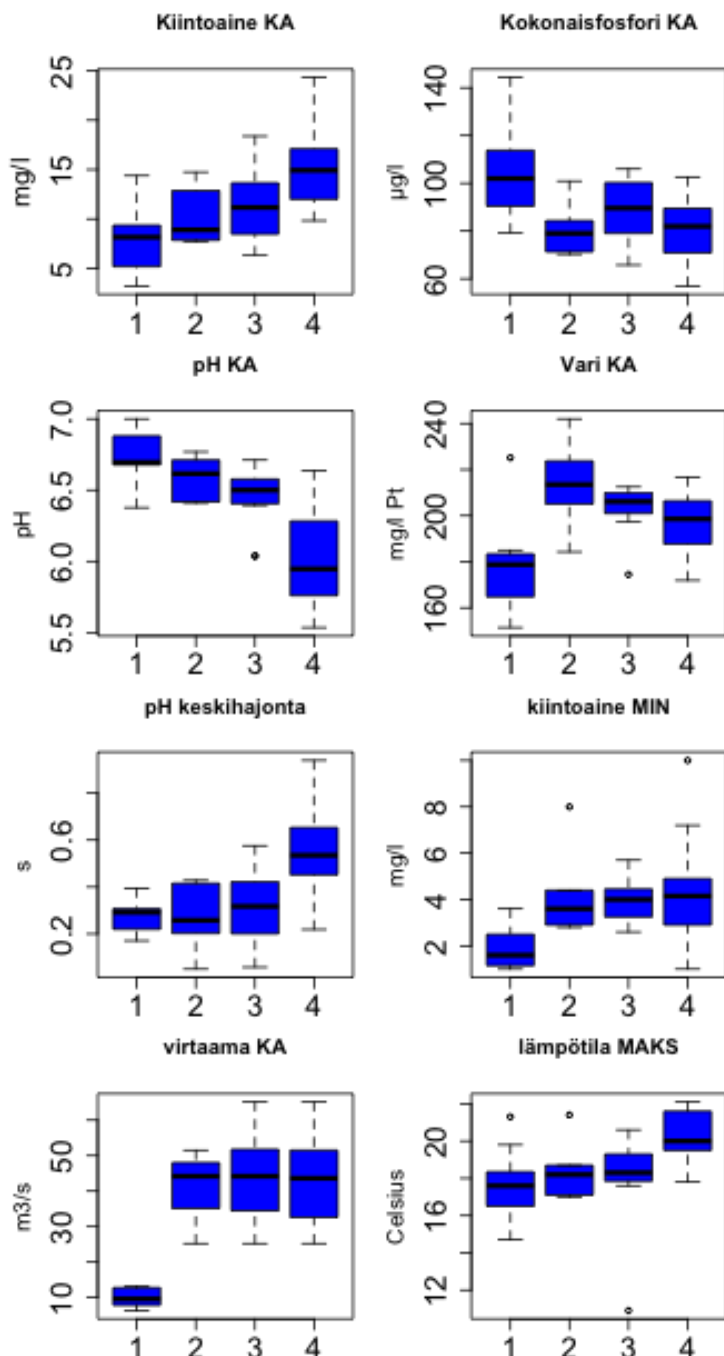 Kiintoaine KA
Kokonaisfosfori KA
mg/l
5 15 25
1 2 3 4
µg/l
60 100 140
1 2 3 4
pH KA
Vari KA
pH
5.5 6.0 6.5 7.0
1 2 3 4
mg/l Pt
160 200 240
1 2 3 4
pH keskihajonta
kiintoaine MIN
s
0.2 0.6
1 2 3 4
mg/l
2 4 6 8
1 2 3 4
virtaama KA
lämpötila MAKS
m3/s
10 30 50
1 2 3 4
Celsius
12 16 20
1 2 3 4